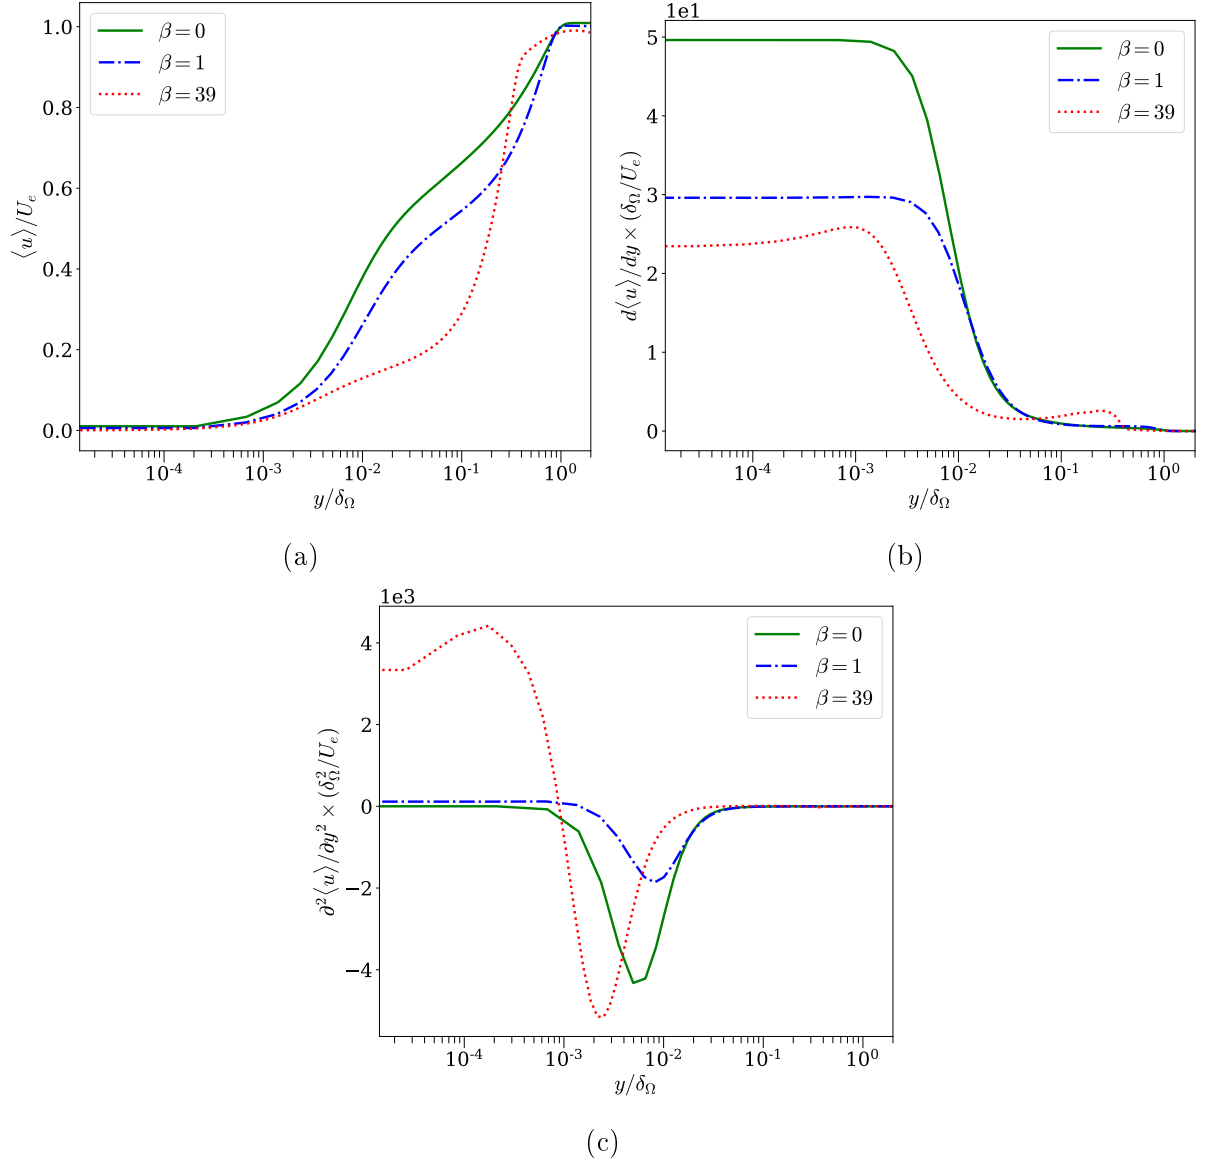 1.0
0.8
0.6
0.4
0.2
0.0
⟨u⟩/U_e
β = 0
β = 1
β = 39
10^-4 10^-3 10^-2 10^-1 10^0
y/δ_Ω
(a)
1e1
5
4
3
2
1
0
d⟨u⟩/dy × (δ_Ω/U_e)
β = 0
β = 1
β = 39
10^-4 10^-3 10^-2 10^-1 10^0
y/δ_Ω
(b)
1e3
4
2
0
−2
−4
∂^2⟨u⟩/∂y^2 × (δ_Ω^2/U_e)
β = 0
β = 1
β = 39
10^-4 10^-3 10^-2 10^-1 10^0
y/δ_Ω
(c)